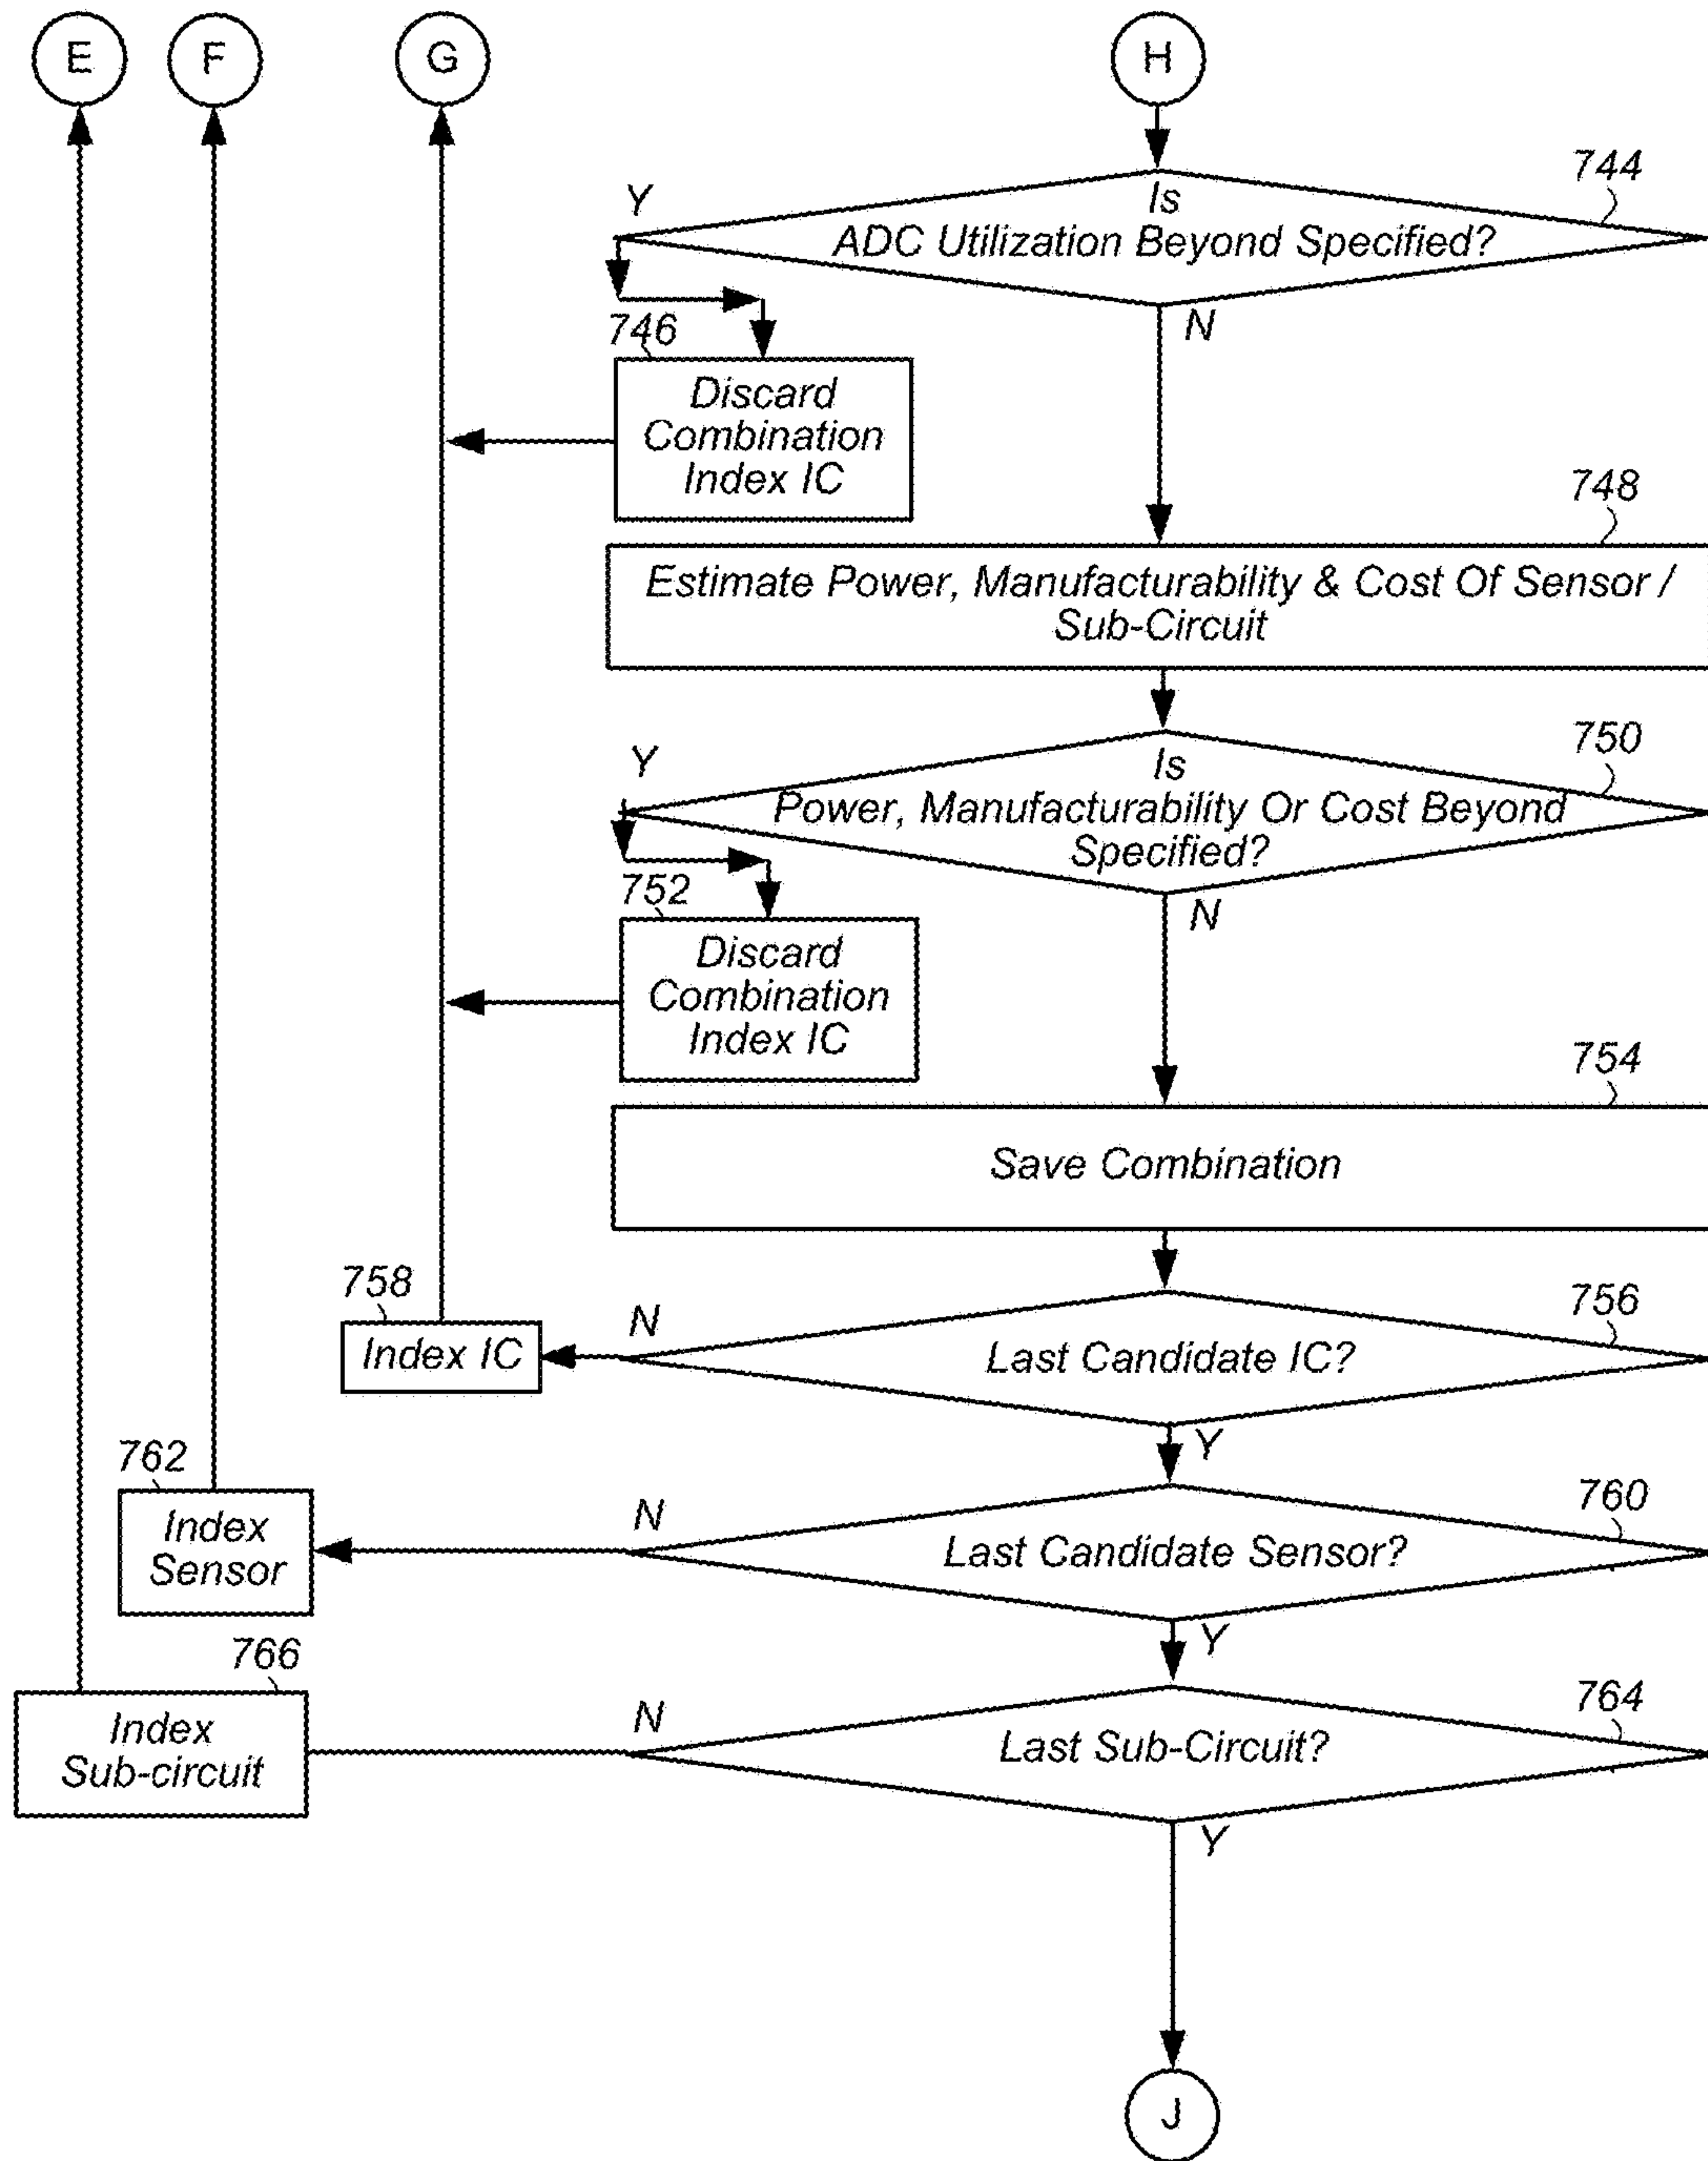 E
F
G
H
744
Y
Is
ADC Utilization Beyond Specified?
N
746
Discard
Combination
Index IC
748
Estimate Power, Manufacturability & Cost Of Sensor /
Sub-Circuit
750
Y
Is
Power, Manufacturability Or Cost Beyond
Specified?
N
752
Discard
Combination
Index IC
754
Save Combination
758
Index IC
N
756
Last Candidate IC?
Y
762
Index
Sensor
N
760
Last Candidate Sensor?
Y
766
Index
Sub-circuit
N
764
Last Sub-Circuit?
Y
J